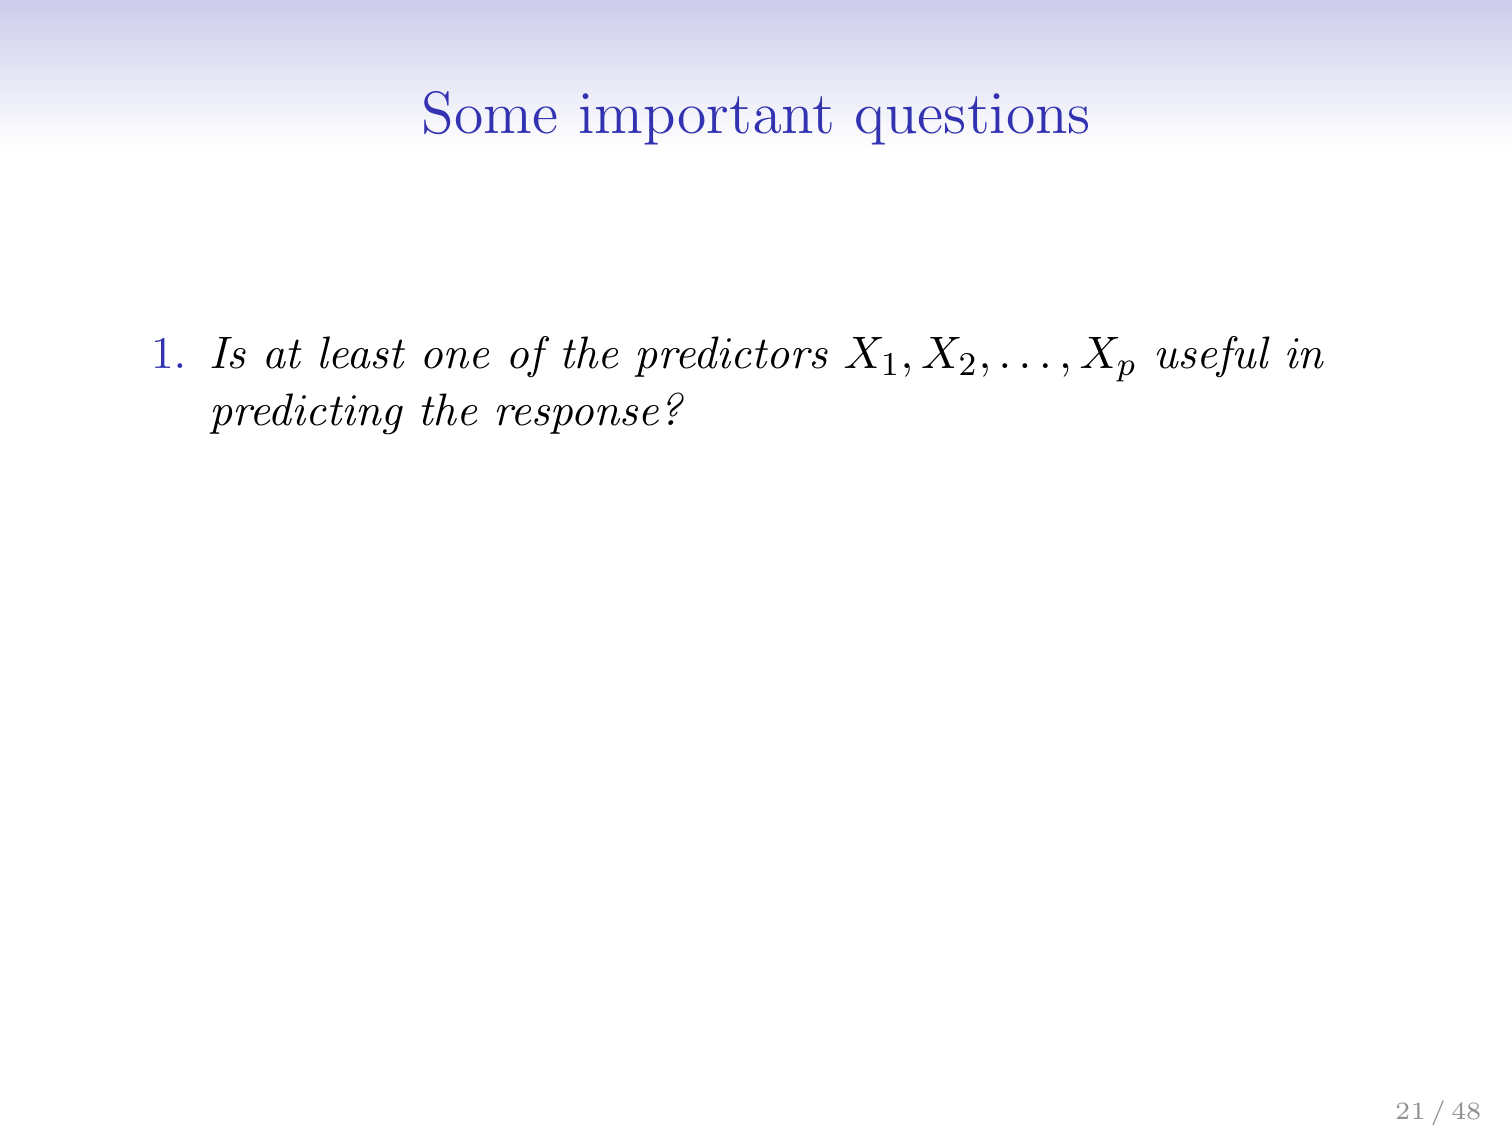 Some important questions
1. Is at least one of the predictors X₁, X₂, . . . , Xₚ useful in
predicting the response?
21 / 48